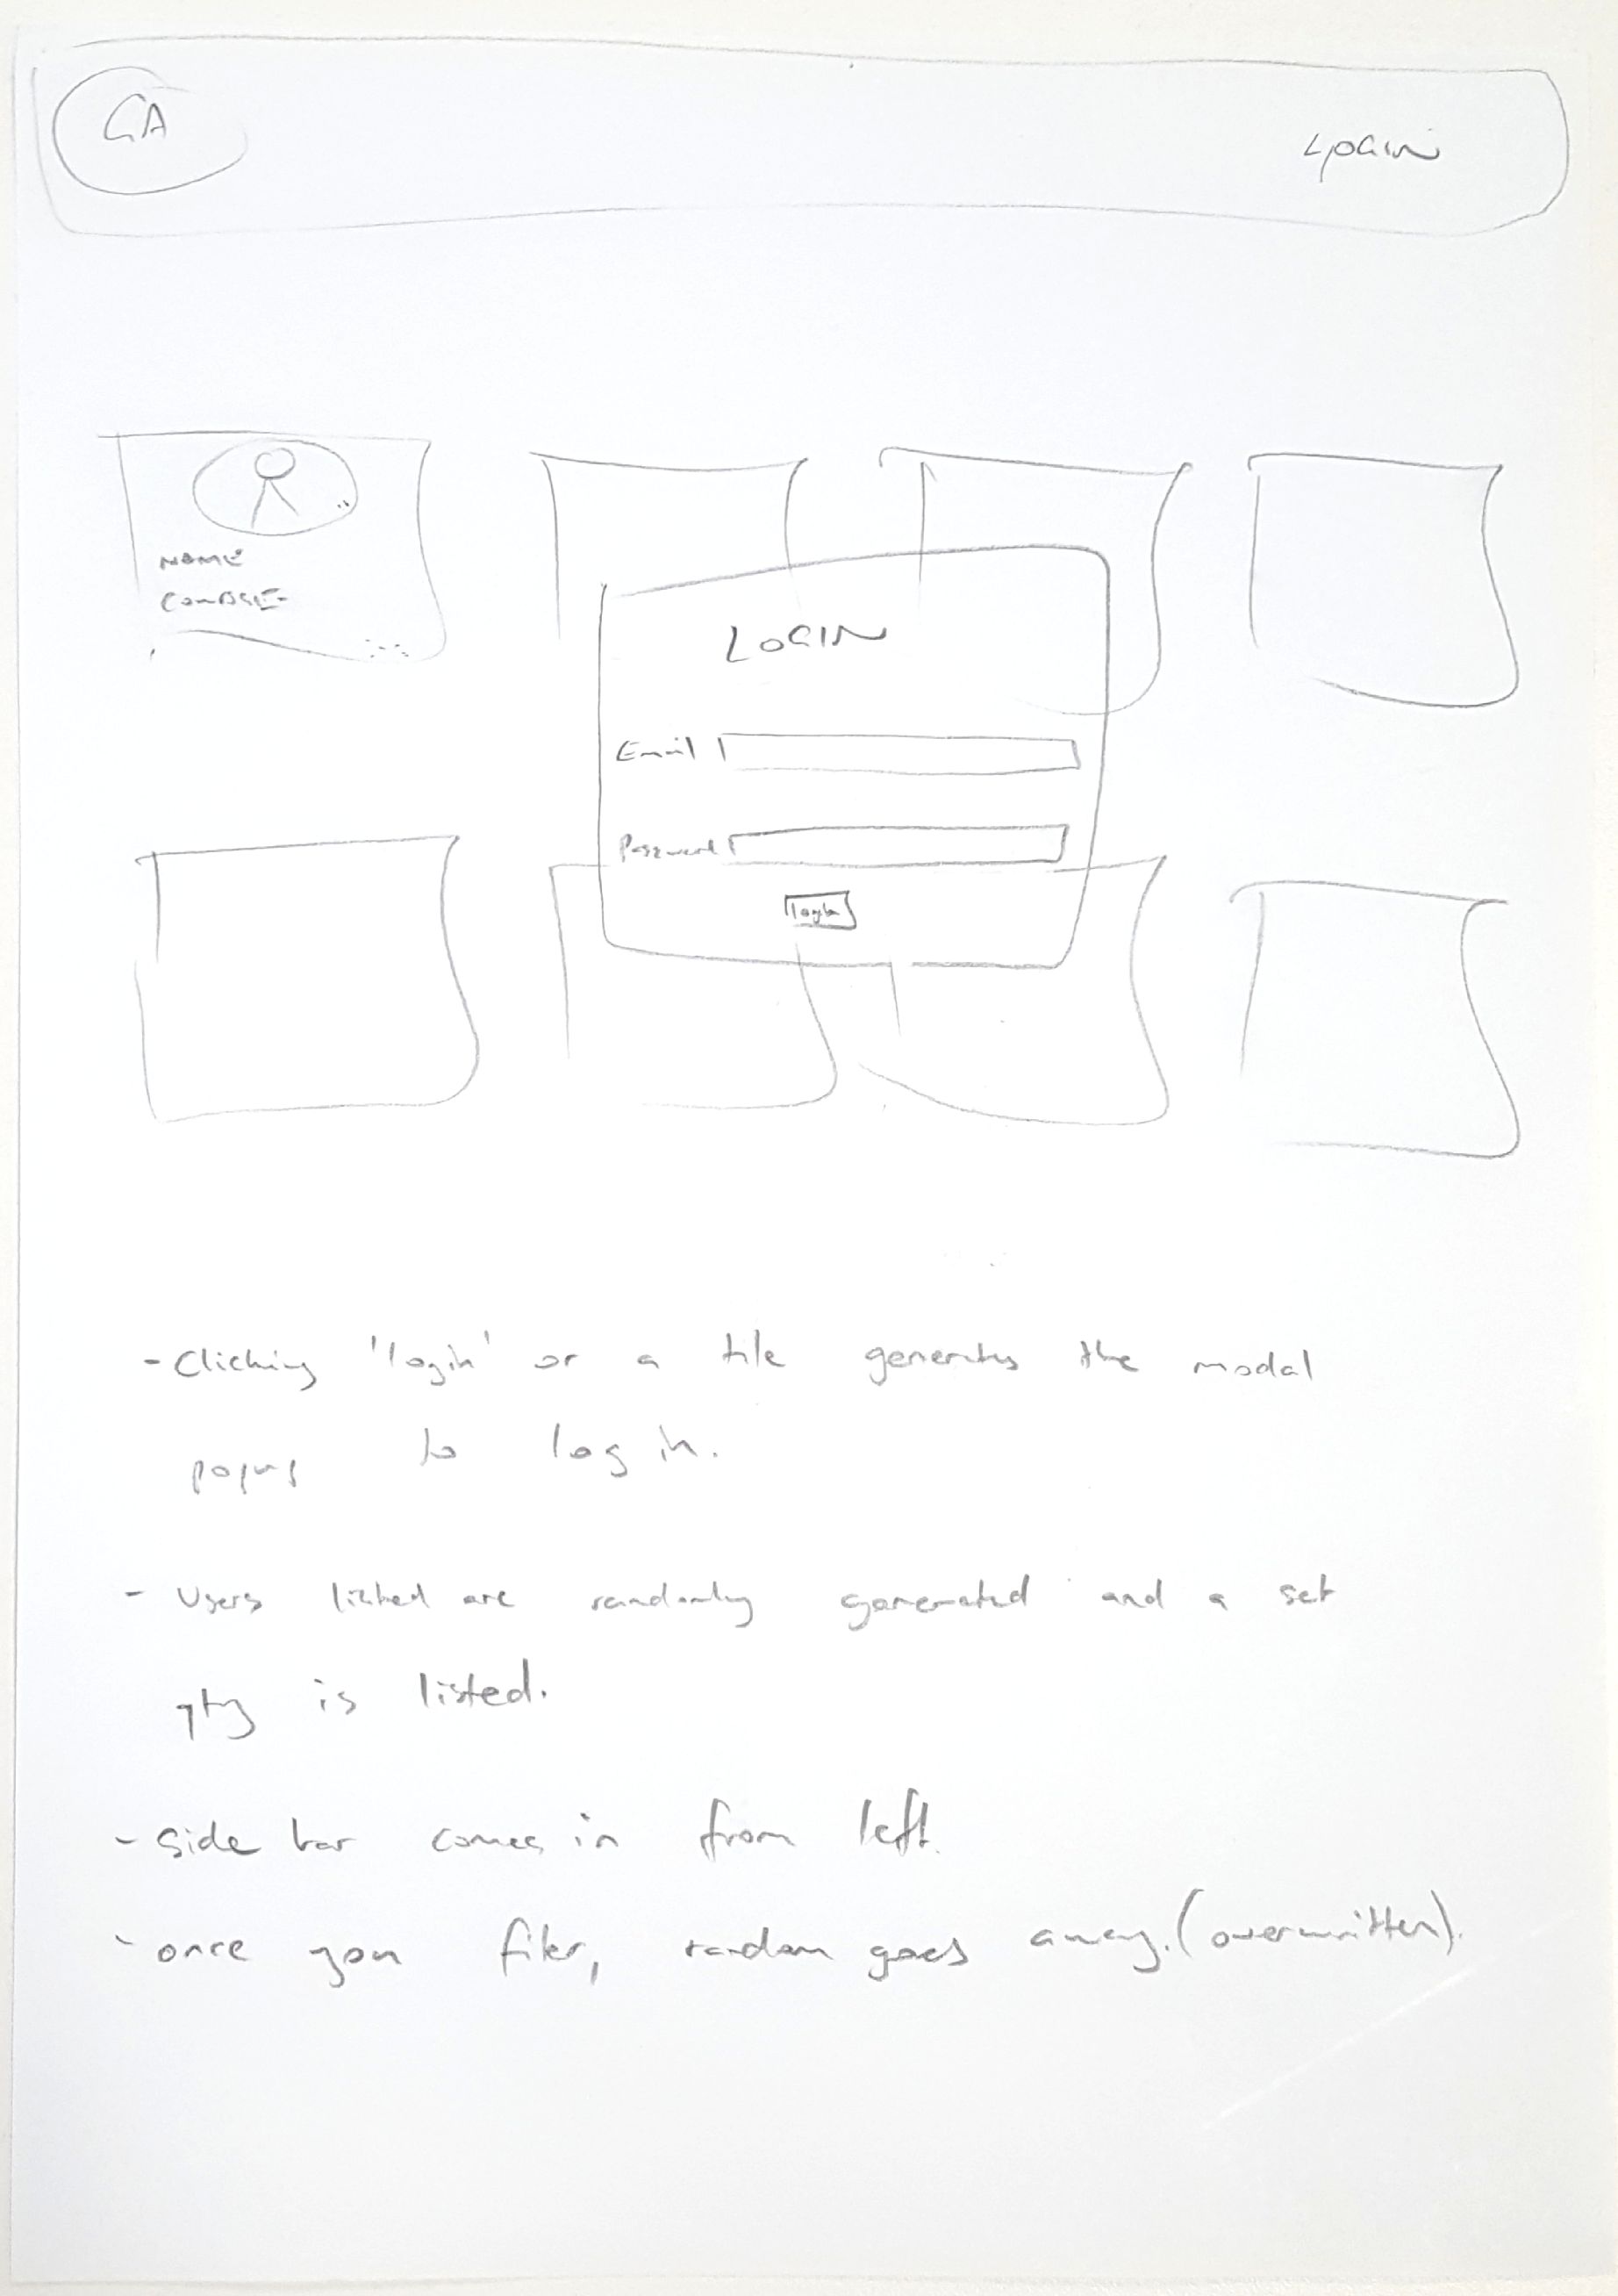 GA
LOGIN
NAME
COURSE
LOGIN
Email
Password
login
- Clicking 'login' or a tile generates the modal
popup to log in.
- Users listed are randomly generated and a set
qty is listed.
- side bar comes in from left.
- once you filer, random goes away. (overwritten).